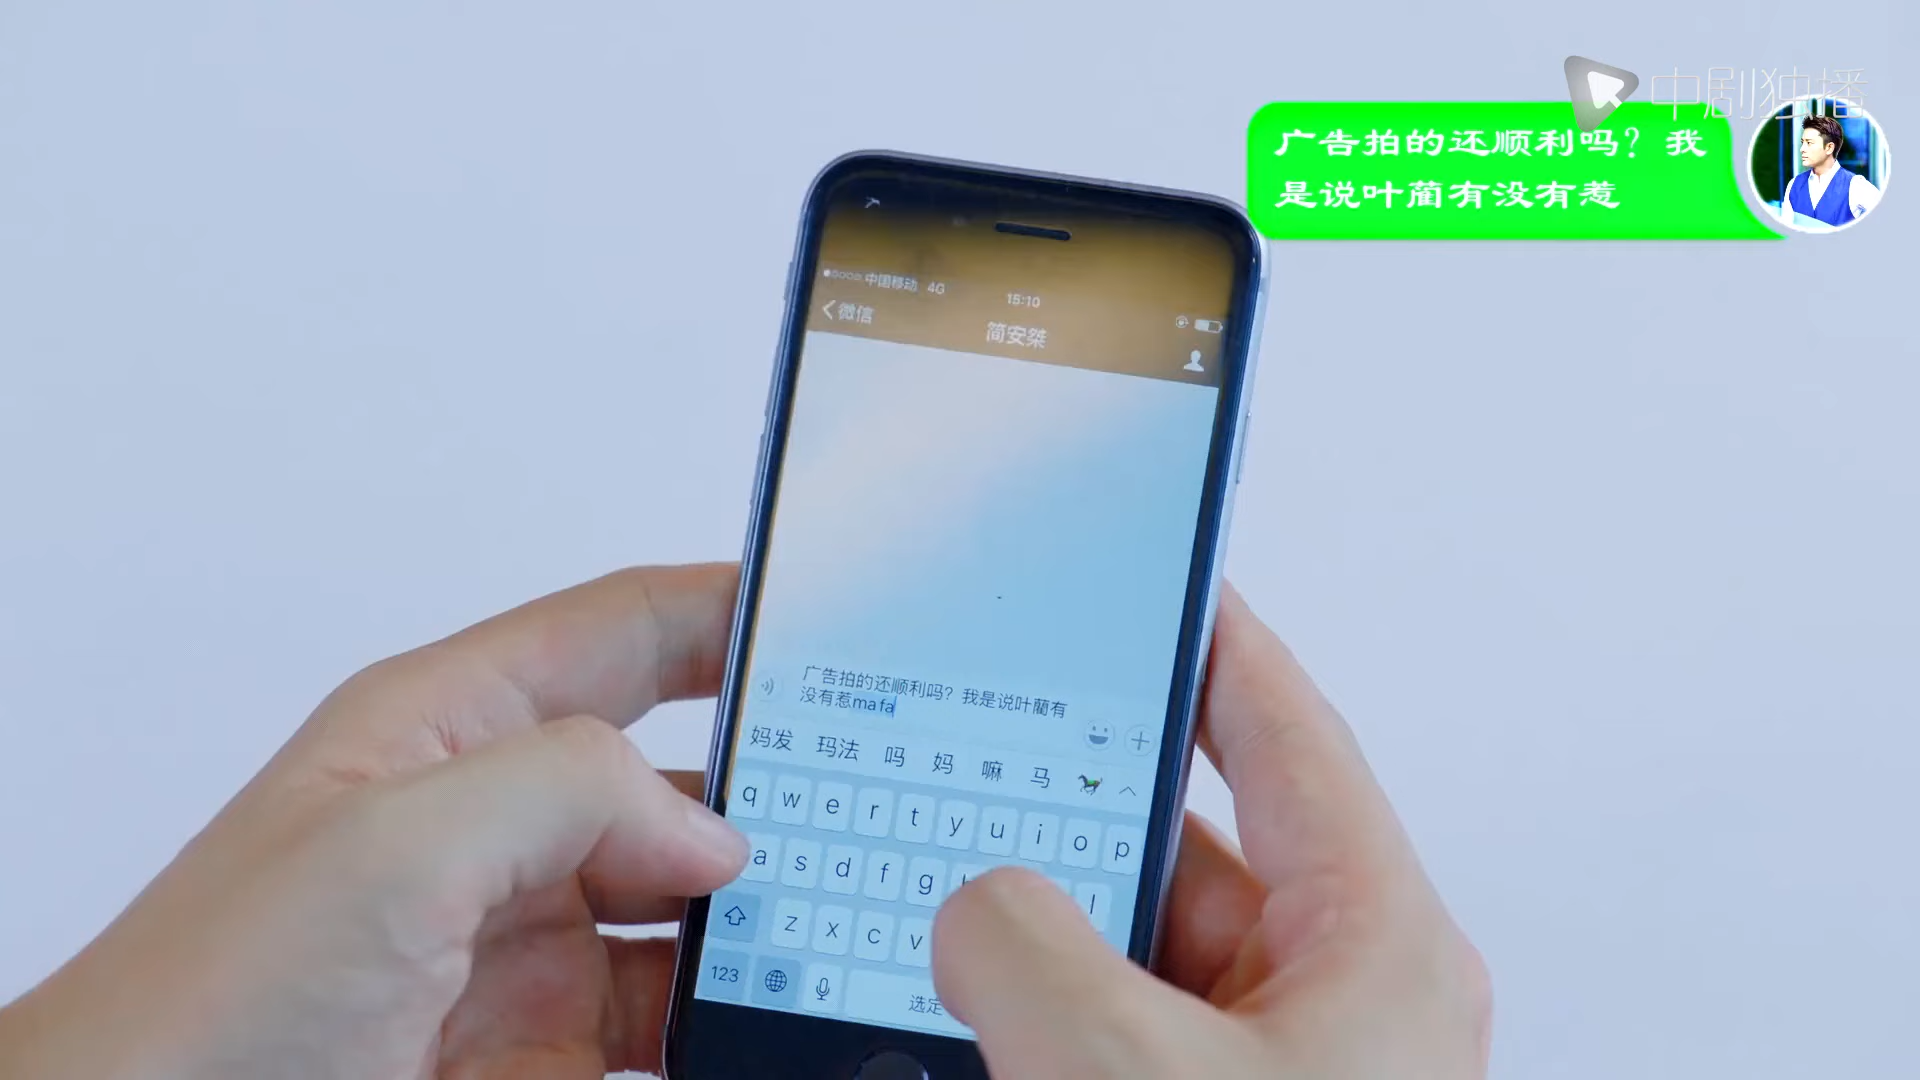 中剧独播
广告拍的还顺利吗？我
是说叶蔺有没有惹
中国移动 4G
15:10
微信
简安桀
广告拍的还顺利吗？我是说叶蔺有
没有惹ma fa
妈发 玛法 吗 妈 嘛 马
q w e r t y u i o p
a s d f g l
z x c v
123 选定